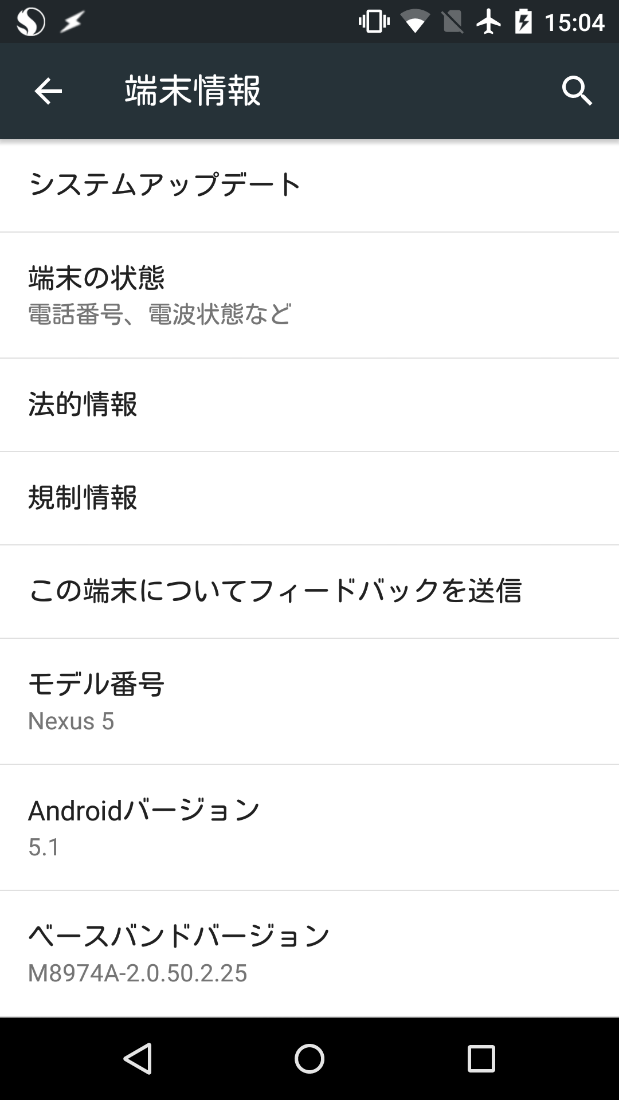 15:04
端末情報
システムアップデート
端末の状態
電話番号、電波状態など
法的情報
規制情報
この端末についてフィードバックを送信
モデル番号
Nexus 5
Androidバージョン
5.1
ベースバンドバージョン
M8974A-2.0.50.2.25